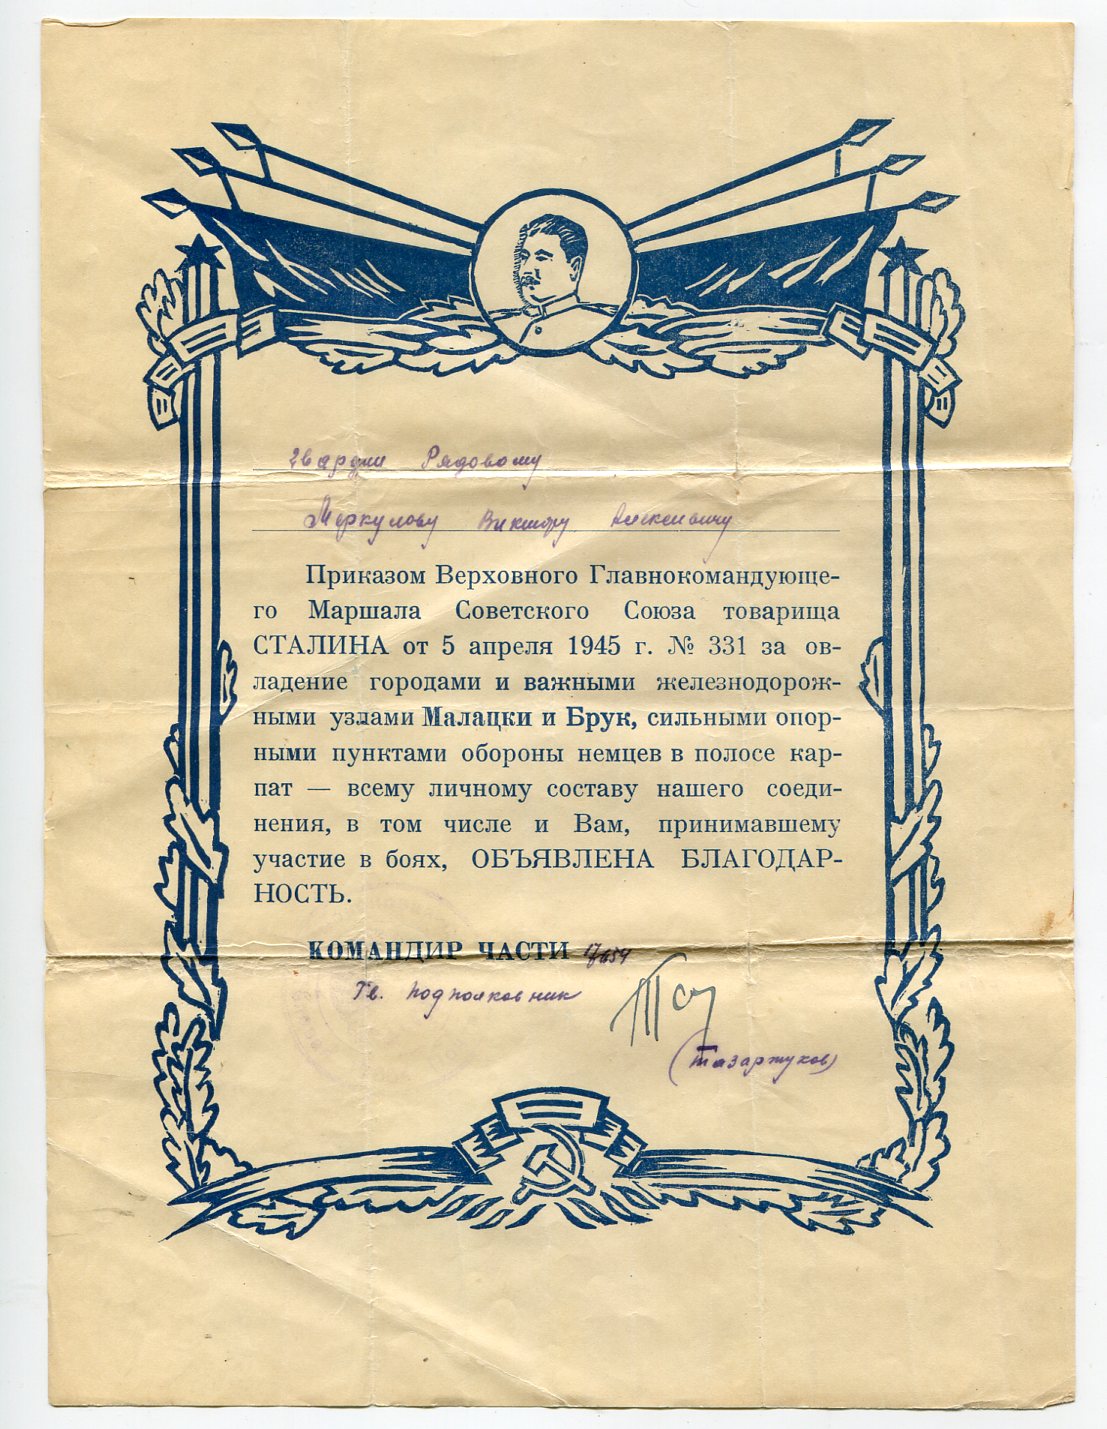 гвардии Рядовому
Меркулову Виктору Алексеевичу
Приказом Верховного Главнокомандующе-
го Маршала Советского Союза товарища
СТАЛИНА от 5 апреля 1945 г. № 331 за ов-
ладение городами и важными железнодорож-
ными узлами Малацки и Брук, сильными опор-
ными пунктами обороны немцев в полосе кар-
пат — всему личному составу нашего соеди-
нения, в том числе и Вам, принимавшему
участие в боях, ОБЪЯВЛЕНА БЛАГОДАР-
НОСТЬ.
КОМАНДИР ЧАСТИ
Гв. подполковник
(Тазартуков)